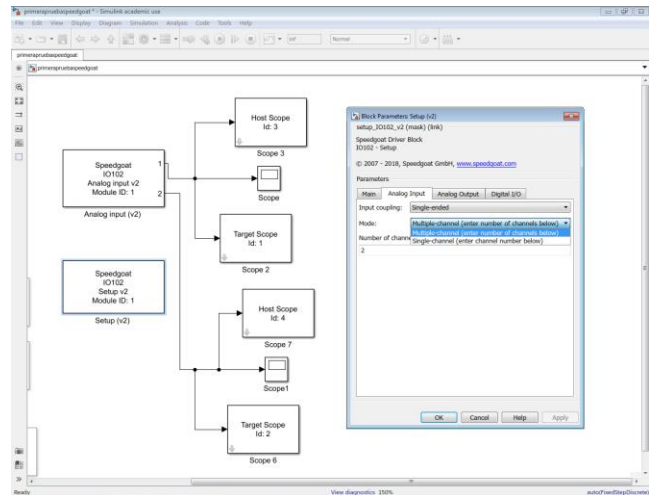 primerapruebaspeedgoat * - Simulink academic use
File Edit View Display Diagram Simulation Analysis Code Tools Help
inf
Normal
primerapruebaspeedgoat
primerapruebaspeedgoat
Speedgoat
IO102
Analog input v2
Module ID: 1
1
2
Analog input (v2)
Speedgoat
IO102
Setup v2
Module ID: 1
Setup (v2)
Host Scope
Id: 3
Scope 3
Scope
Target Scope
Id: 1
Scope 2
Host Scope
Id: 4
Scope 7
Scope1
Target Scope
Id: 2
Scope 6
Block Parameters: Setup (v2)
setup_IO102_v2 (mask) (link)
Speedgoat Driver Block
IO102 - Setup
© 2007 - 2018, Speedgoat GmbH, www.speedgoat.com
Parameters
Main Analog Input Analog Output Digital I/O
Input coupling: Single-ended
Mode: Multiple-channel (enter number of channels below)
Multiple-channel (enter number of channels below)
Number of chann
Single-channel (enter channel number below)
2
OK Cancel Help Apply
Ready View diagnostics 150% auto(FixedStepDiscrete)